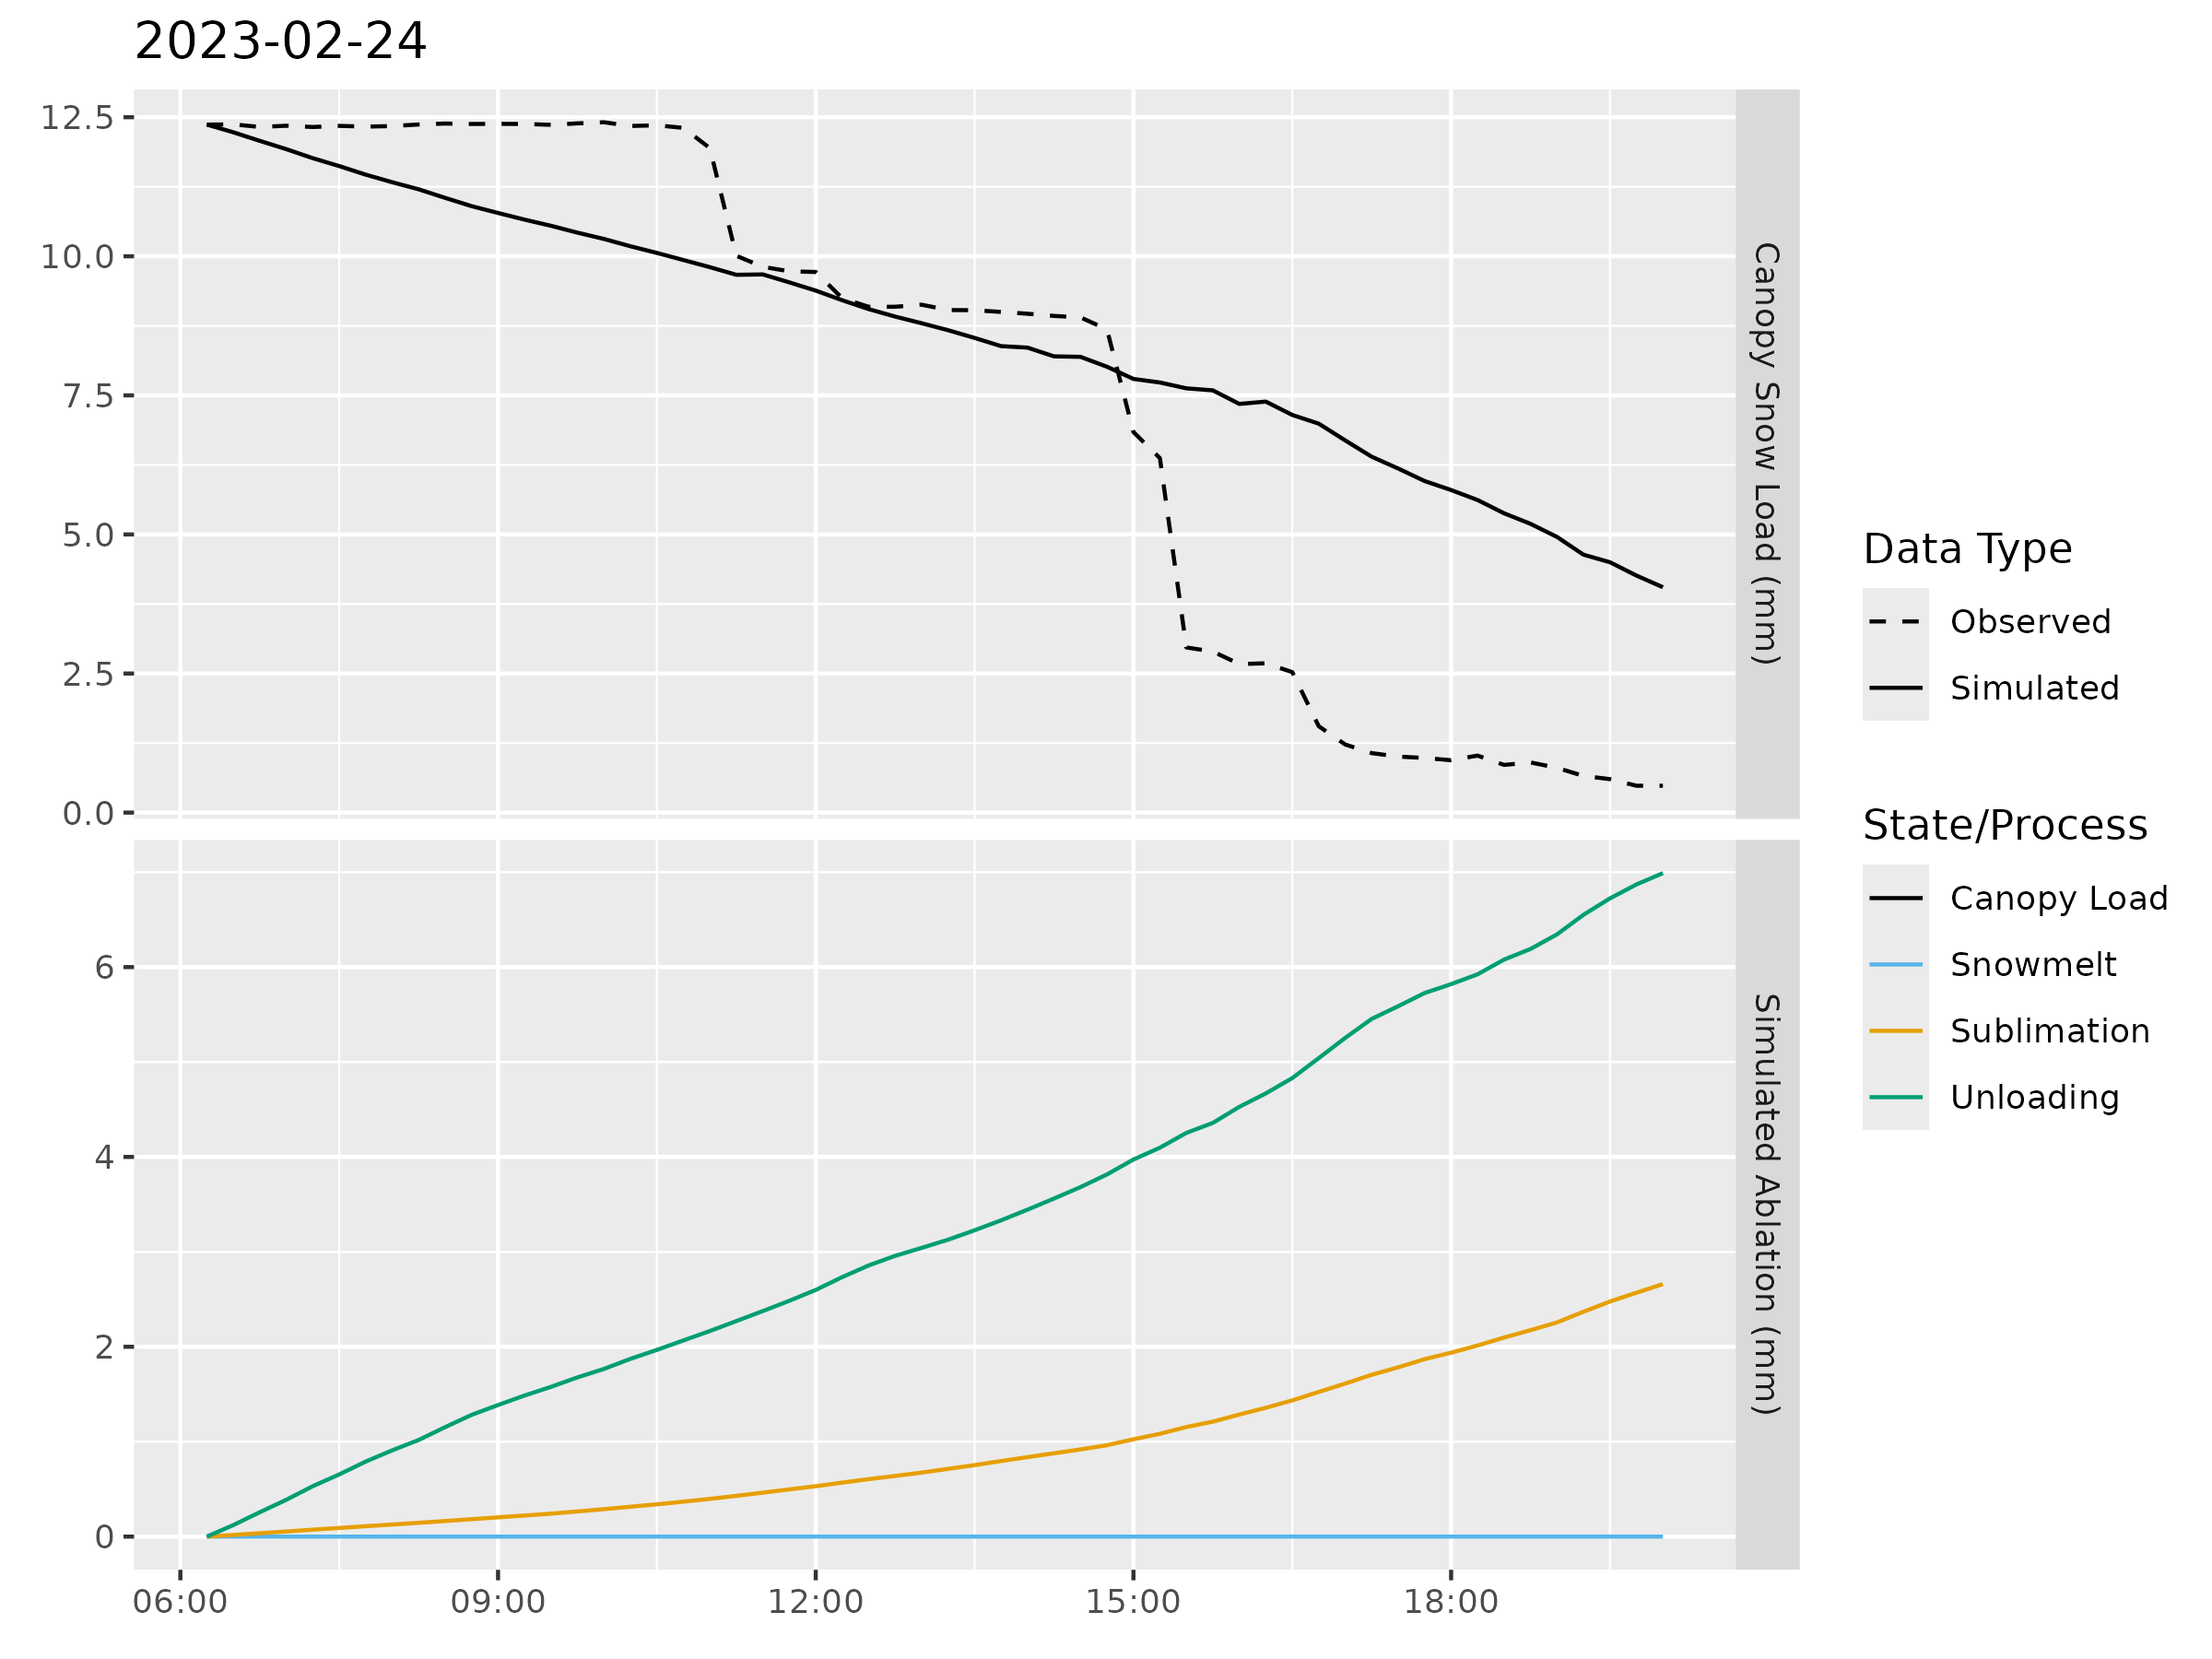 2023-02-24
12.5
10.0
7.5
5.0
2.5
0.0
Canopy Snow Load (mm)
6
4
2
0
Simulated Ablation (mm)
06:00
09:00
12:00
15:00
18:00
Data Type
Observed
Simulated
State/Process
Canopy Load
Snowmelt
Sublimation
Unloading